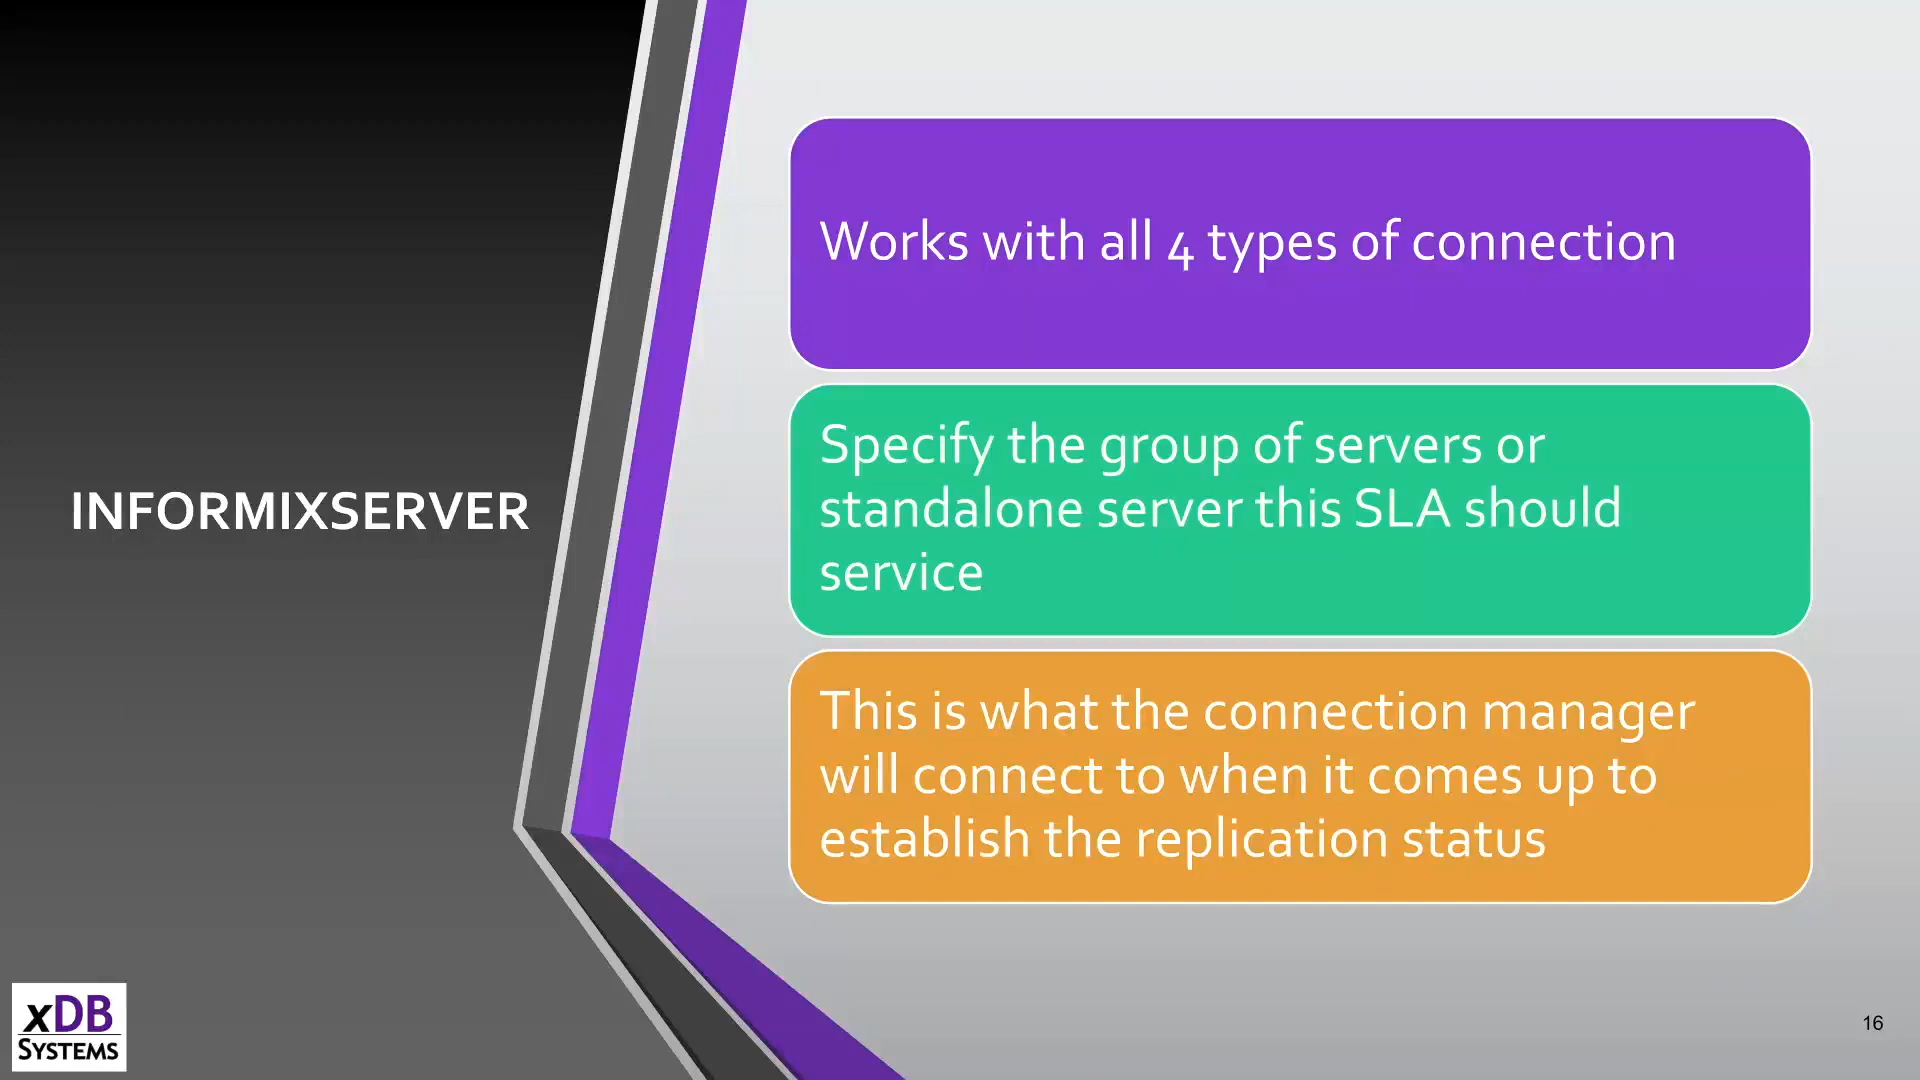 INFORMIXSERVER
Works with all 4 types of connection
Specify the group of servers or
standalone server this SLA should
service
This is what the connection manager
will connect to when it comes up to
establish the replication status
xDB
SYSTEMS
16